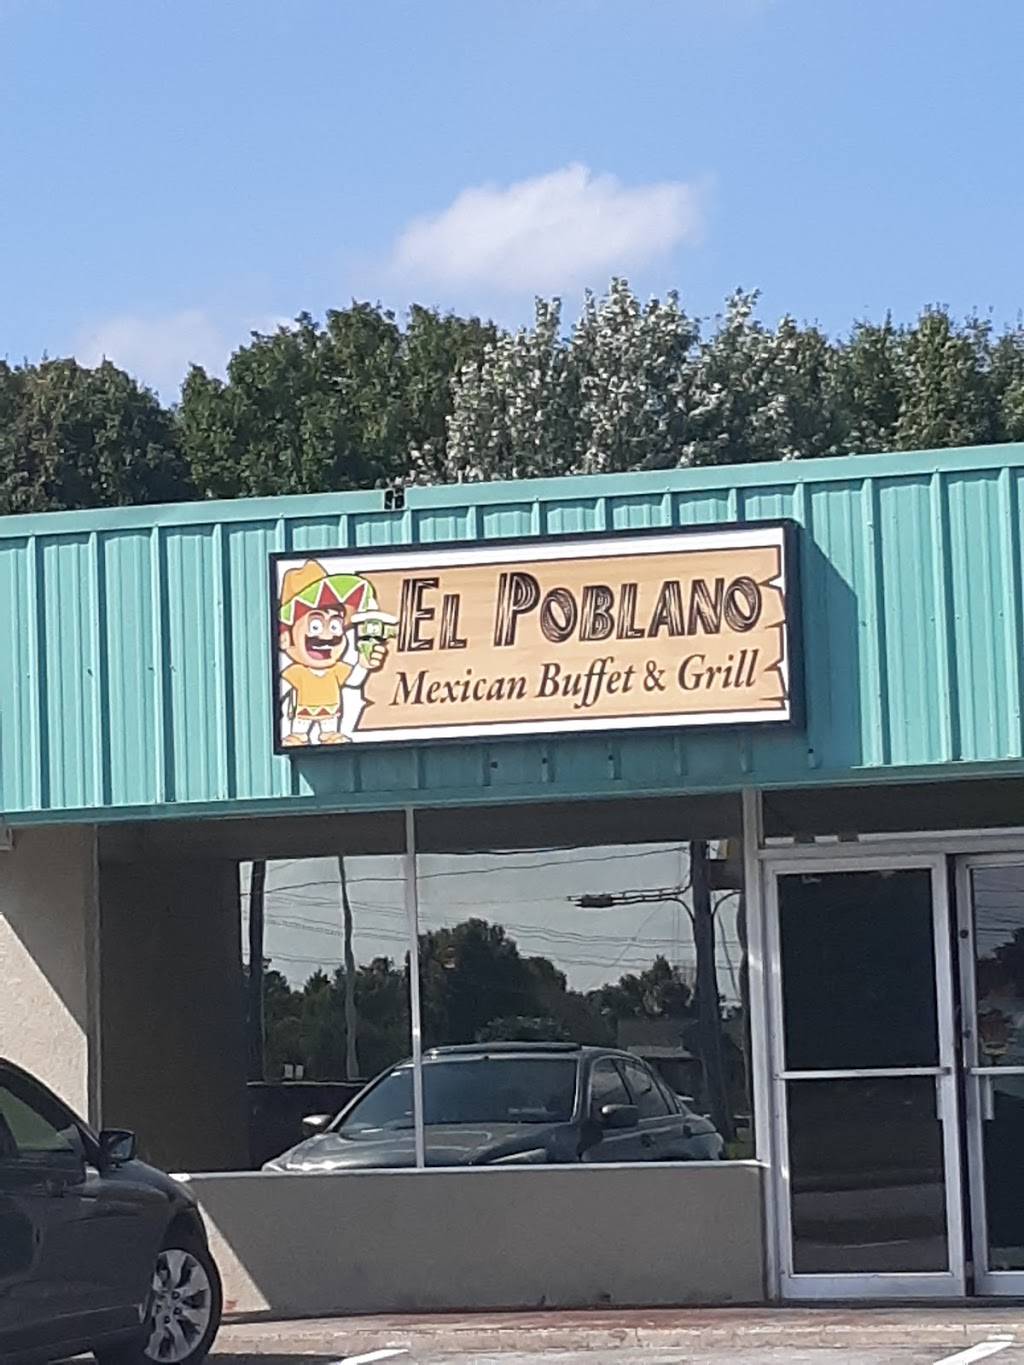 El Poblano
Mexican Buffet & Grill